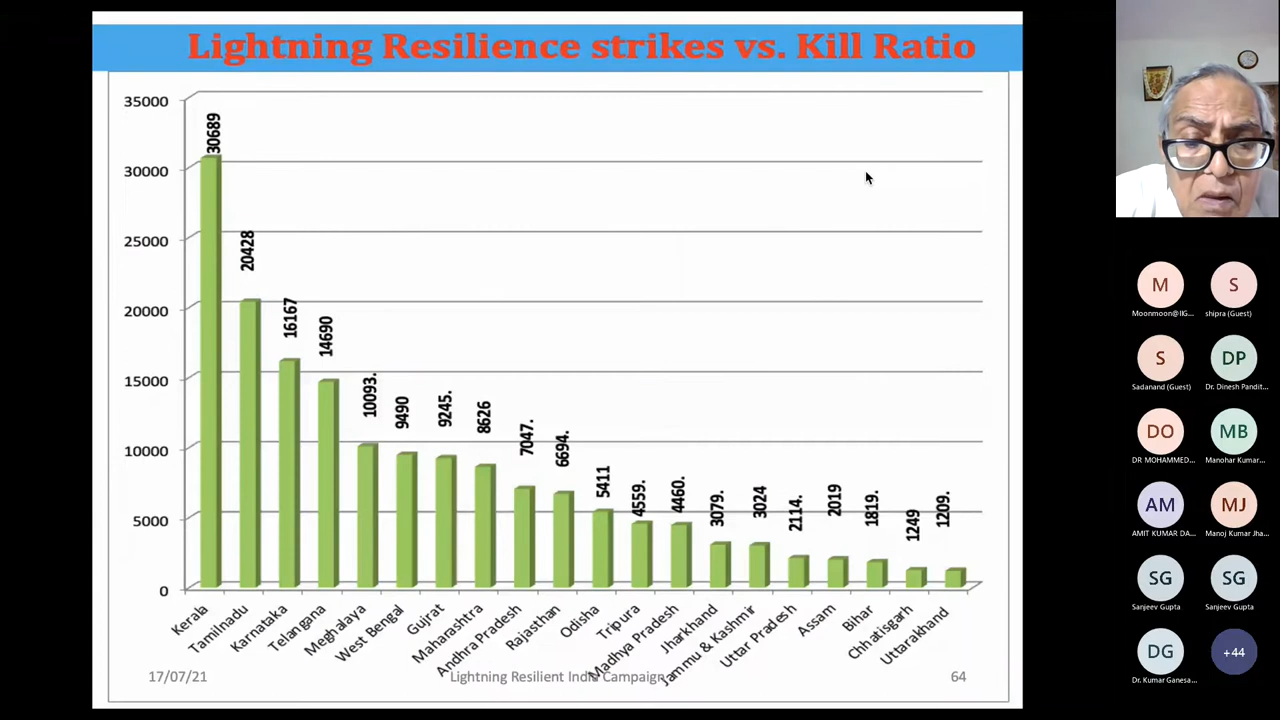 Lightning Resilience strikes vs. Kill Ratio
35000
30000
25000
20000
15000
10000
5000
0
30689
20428
16167
14690
10093.
9490
9245.
8626
7047.
6694.
5411
4559.
4460.
3079.
3024
2114.
2019
1819.
1249
1209.
Kerala
Tamilnadu
Karnataka
Telangana
Meghalaya
West Bengal
Gujrat
Maharashtra
Andhra Pradesh
Rajasthan
Odisha
Tripura
Madhya Pradesh
Jharkhand
Jammu & Kashmir
Uttar Pradesh
Assam
Bihar
Chhatisgarh
Uttarakhand
17/07/21
Lightning Resilient India Campaign
64
M
Moonmoon@IIG...
S
shipra (Guest)
S
Sadanand (Guest)
DP
Dr. Dinesh Pandit...
DO
DR MOHAMMED...
MB
Manohar Kumar...
AM
AMIT KUMAR DA...
MJ
Manoj Kumar Jha...
SG
Sanjeev Gupta
SG
Sanjeev Gupta
DG
Dr. Kumar Ganesa...
+44